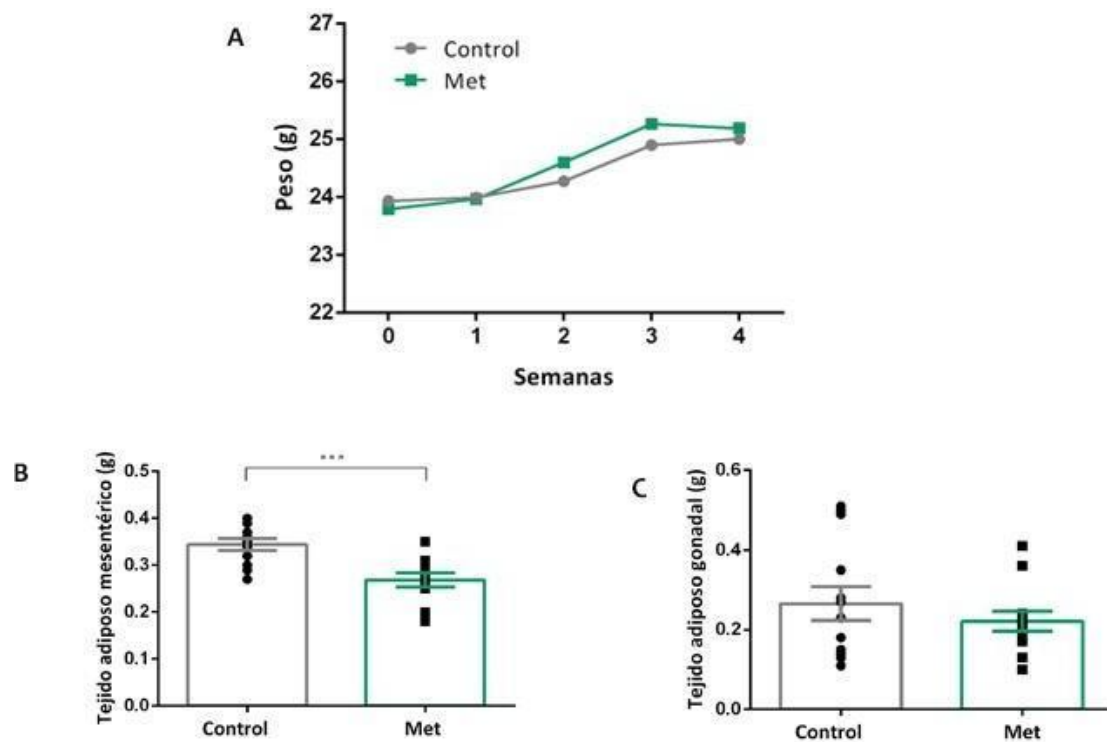 A
27
26
25
24
23
22
Peso (g)
Control
Met
0 1 2 3 4
Semanas
B
Tejido adiposo mesentérico (g)
0.5
0.4
0.3
0.2
0.1
0.0
***
Control Met
C
Tejido adiposo gonadal (g)
0.6
0.4
0.2
0.0
Control Met